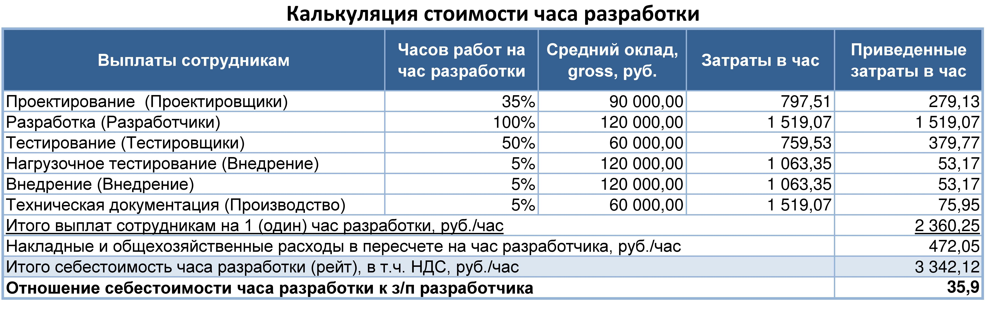 Калькуляция стоимости часа разработки
Выплаты сотрудникам
Часов работ на
час разработки
Средний оклад,
gross, руб.
Затраты в час
Приведенные
затраты в час
Проектирование (Проектировщики) 35% 90 000,00 797,51 279,13
Разработка (Разработчики) 100% 120 000,00 1 519,07 1 519,07
Тестирование (Тестировщики) 50% 60 000,00 759,53 379,77
Нагрузочное тестирование (Внедрение) 5% 120 000,00 1 063,35 53,17
Внедрение (Внедрение) 5% 120 000,00 1 063,35 53,17
Техническая документация (Производство) 5% 60 000,00 1 519,07 75,95
Итого выплат сотрудникам на 1 (один) час разработки, руб./час 2 360,25
Накладные и общехозяйственные расходы в пересчете на час разработчика, руб./час 472,05
Итого себестоимость часа разработки (рейт), в т.ч. НДС, руб./час 3 342,12
Отношение себестоимости часа разработки к з/п разработчика 35,9